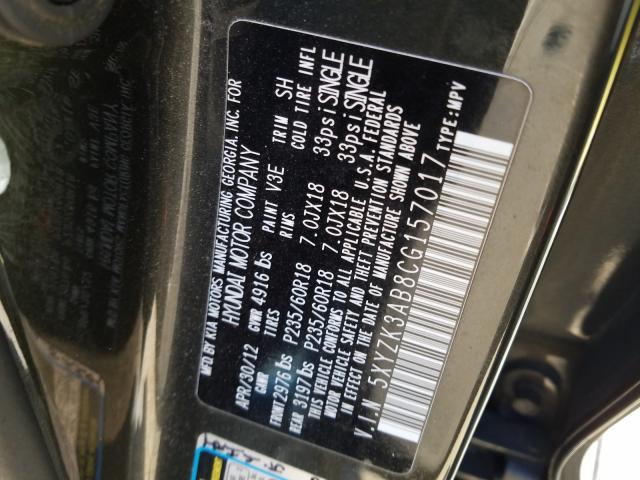 MFD. BY KIA MOTORS MANUFACTURING GEORGIA, INC. FOR
HYUNDAI MOTOR COMPANY
APR/30/12 GVWR 4916 lbs PAINT V3E TRIM SH
GAWR TIRES RIMS COLD TIRE INFL
FRONT 2976 lbs P235/60R18 7.0JX18 33psi SINGLE
REAR 3197 lbs P235/60R18 7.0JX18 33psi SINGLE
THIS VEHICLE CONFORMS TO ALL APPLICABLE U.S.A. FEDERAL
MOTOR VEHICLE SAFETY AND THEFT PREVENTION STANDARDS
IN EFFECT ON THE DATE OF MANUFACTURE SHOWN ABOVE
V.I.N 5XYZK3AB8CG157017 TYPE:MPV